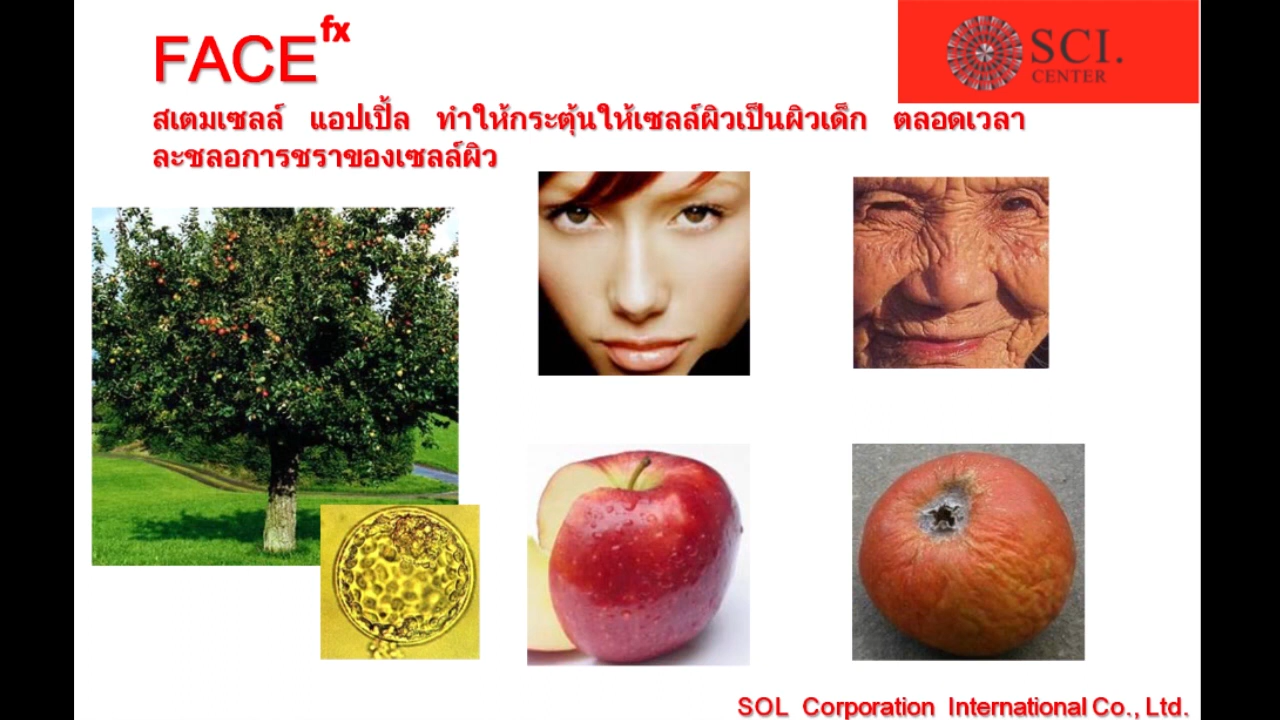 FACE fx
SCI.
CENTER
สเตมเซลล์ แอปเปิ้ล ทำให้กระตุ้นให้เซลล์ผิวเป็นผิวเด็ก ตลอดเวลา
ละชลอการชราของเซลล์ผิว
SOL Corporation International Co., Ltd.